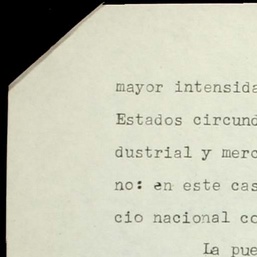 mayor intensida
Estados circund
dustrial y merc
no: en este cas
cio nacional co
La pue